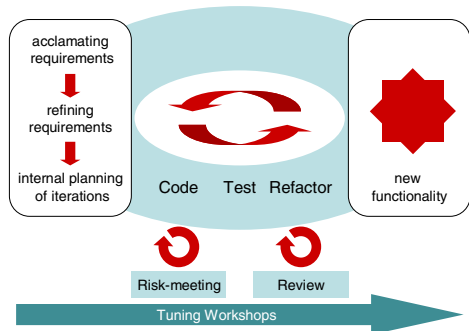 acclamating
requirements
refining
requirements
internal planning
of iterations
Code Test Refactor
new
functionality
Risk-meeting
Review
Tuning Workshops